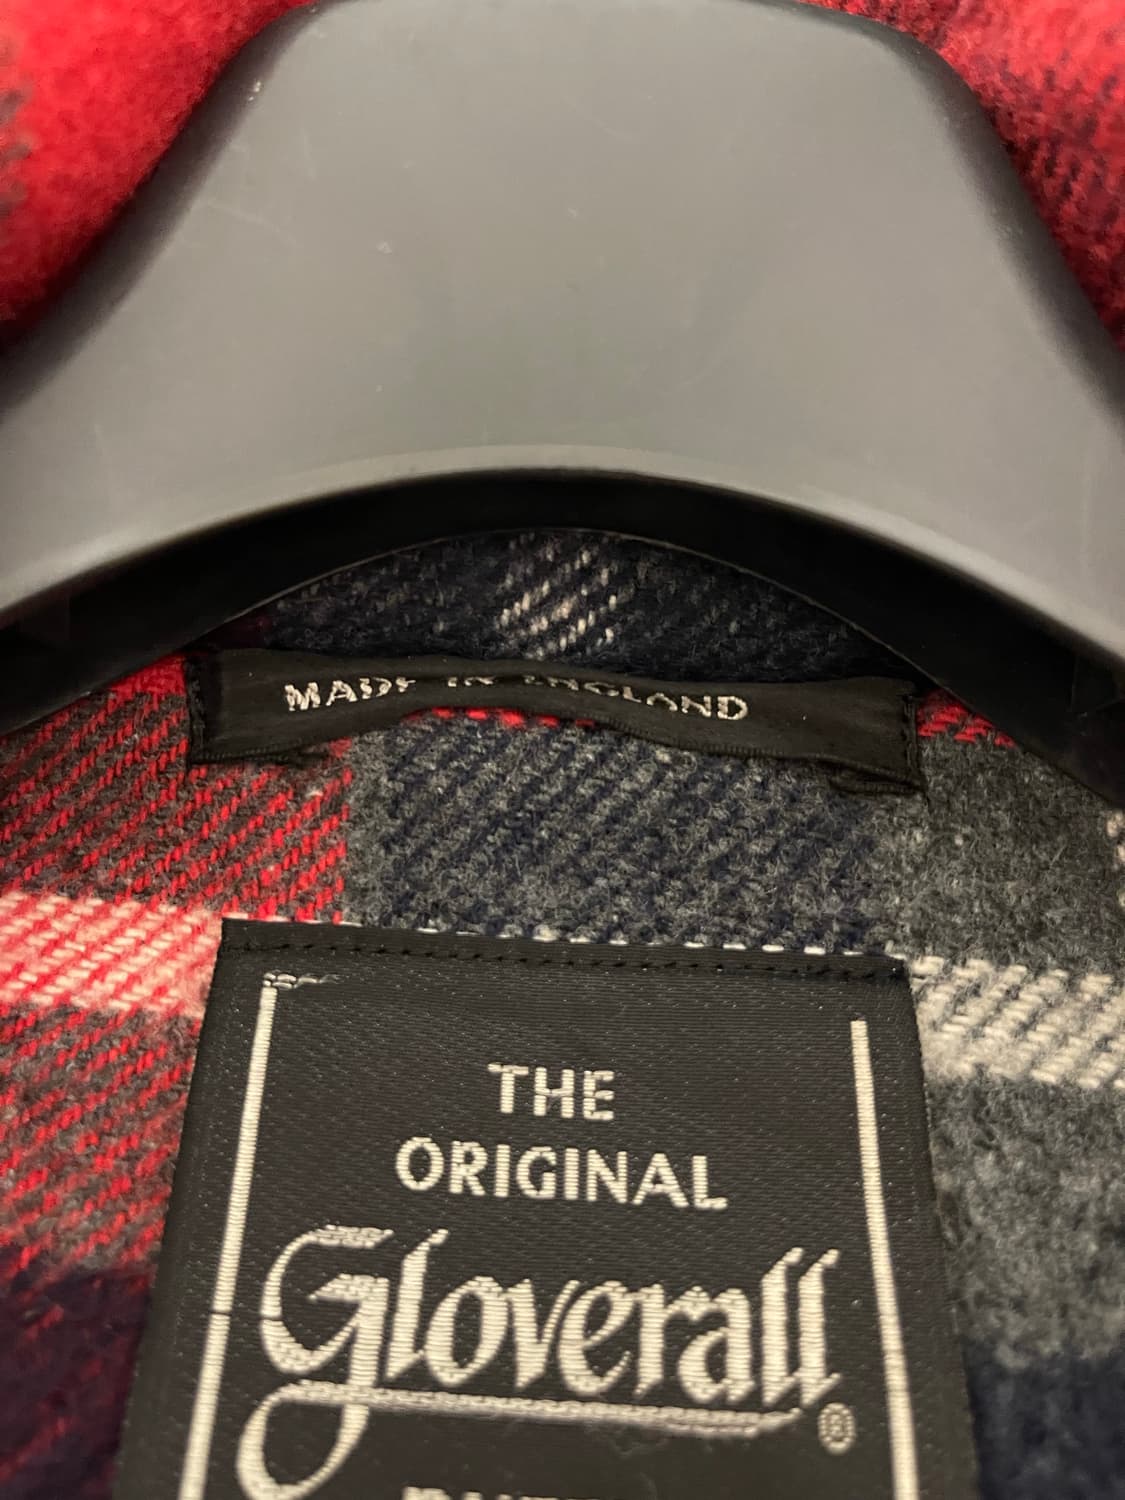 MADE IN ENGLAND
THE
ORIGINAL
Gloverall
®